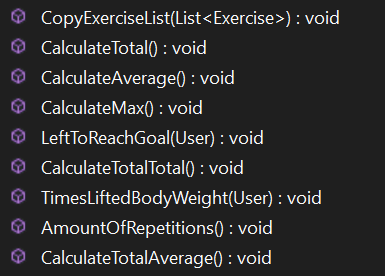 CopyExerciseList(List<Exercise>) : void
CalculateTotal() : void
CalculateAverage() : void
CalculateMax() : void
LeftToReachGoal(User) : void
CalculateTotalTotal() : void
TimesLiftedBodyWeight(User) : void
AmountOfRepetitions() : void
CalculateTotalAverage() : void